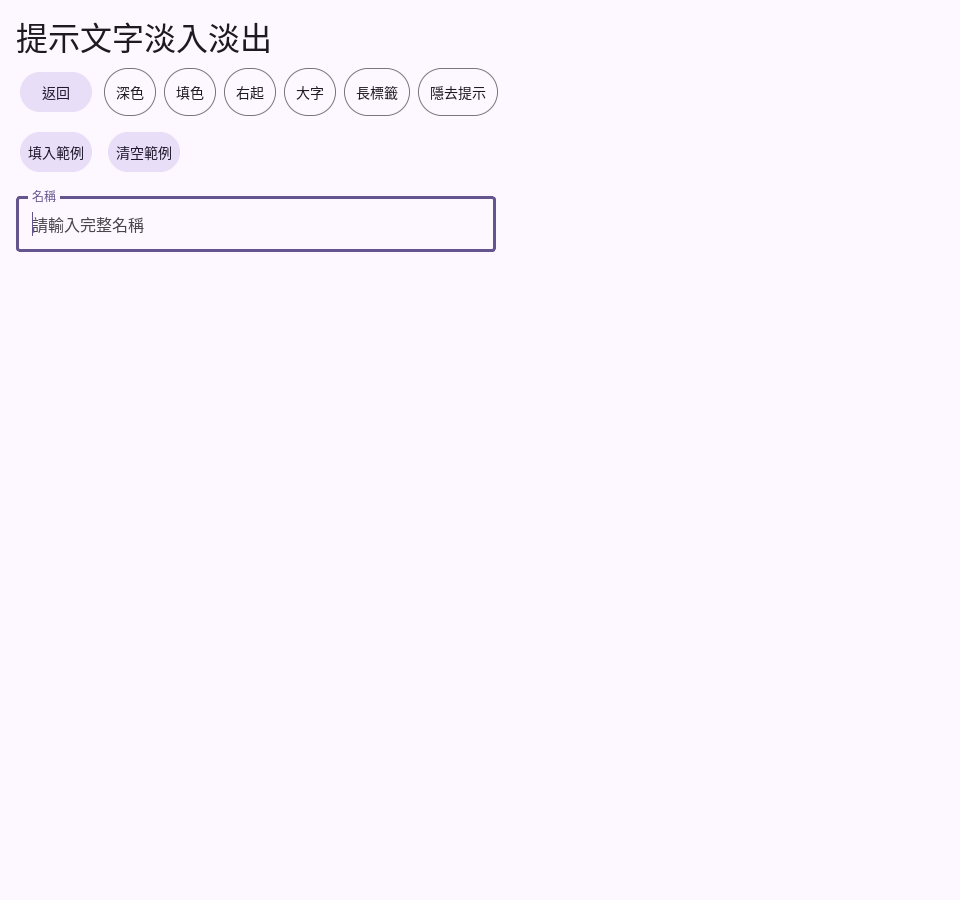 提示文字淡入淡出
返回 深色 填色 右起 大字 長標籤 隱去提示
填入範例 清空範例
名稱
請輸入完整名稱